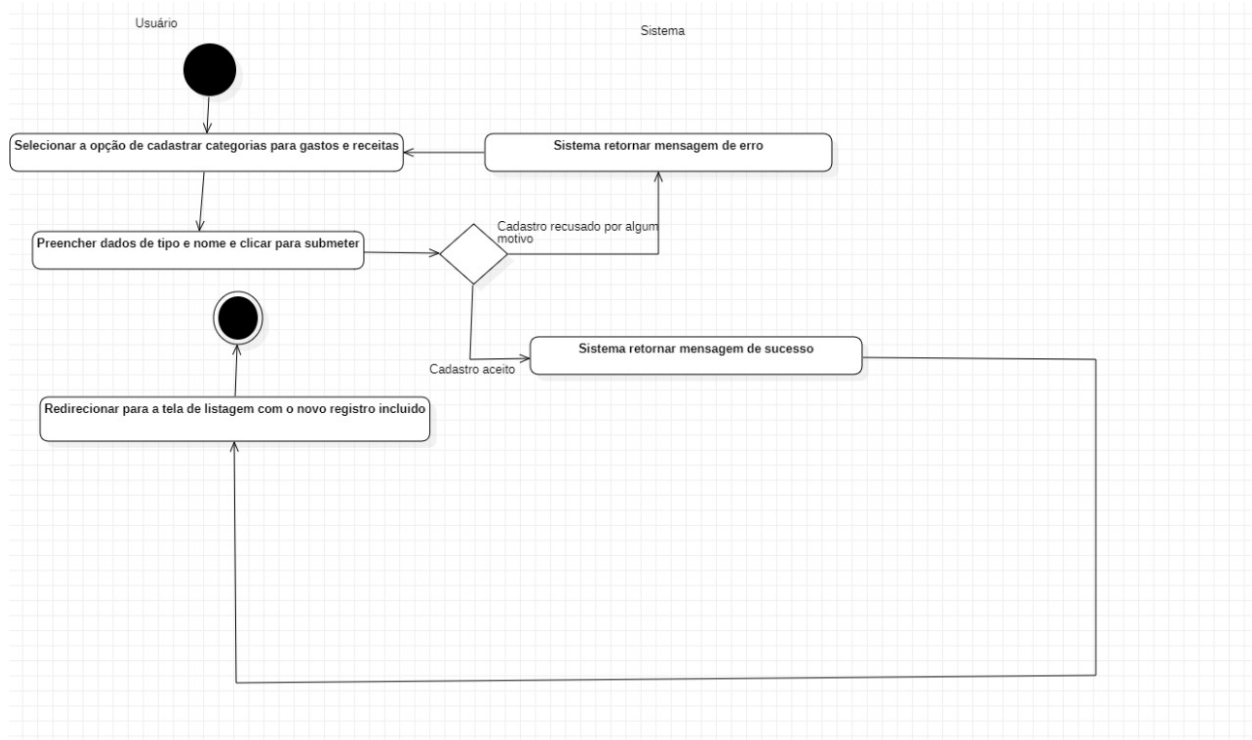 Usuário
Sistema
Selecionar a opção de cadastrar categorias para gastos e receitas
Sistema retornar mensagem de erro
Cadastro recusado por algum
motivo
Preencher dados de tipo e nome e clicar para submeter
Sistema retornar mensagem de sucesso
Cadastro aceito
Redirecionar para a tela de listagem com o novo registro incluido